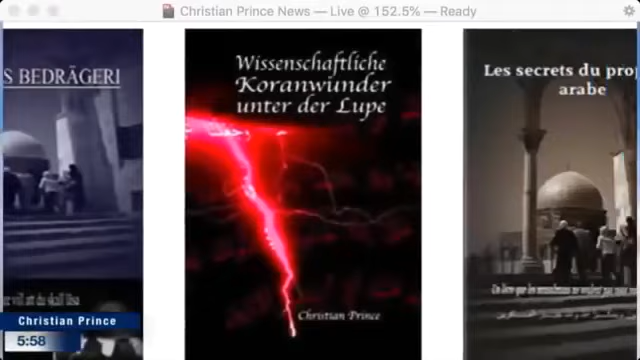 Christian Prince News — Live @ 152.5% — Ready
S BEDRÄGERI
Wissenschaftliche
Koranwunder
unter der Lupe
Christian Prince
Les secrets du prop
arabe
Christian Prince
5:58